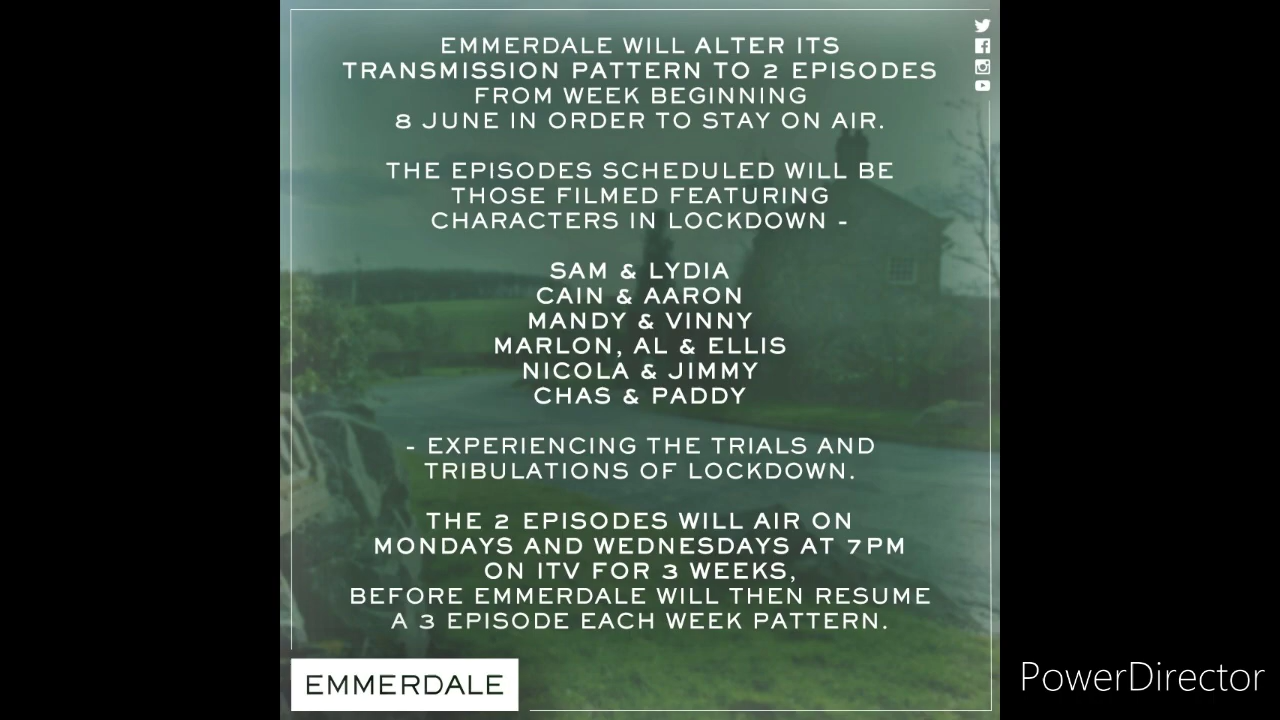 EMMERDALE WILL ALTER ITS
TRANSMISSION PATTERN TO 2 EPISODES
FROM WEEK BEGINNING
8 JUNE IN ORDER TO STAY ON AIR.
THE EPISODES SCHEDULED WILL BE
THOSE FILMED FEATURING
CHARACTERS IN LOCKDOWN -
SAM & LYDIA
CAIN & AARON
MANDY & VINNY
MARLON, AL & ELLIS
NICOLA & JIMMY
CHAS & PADDY
- EXPERIENCING THE TRIALS AND
TRIBULATIONS OF LOCKDOWN.
THE 2 EPISODES WILL AIR ON
MONDAYS AND WEDNESDAYS AT 7PM
ON ITV FOR 3 WEEKS,
BEFORE EMMERDALE WILL THEN RESUME
A 3 EPISODE EACH WEEK PATTERN.
EMMERDALE
PowerDirector